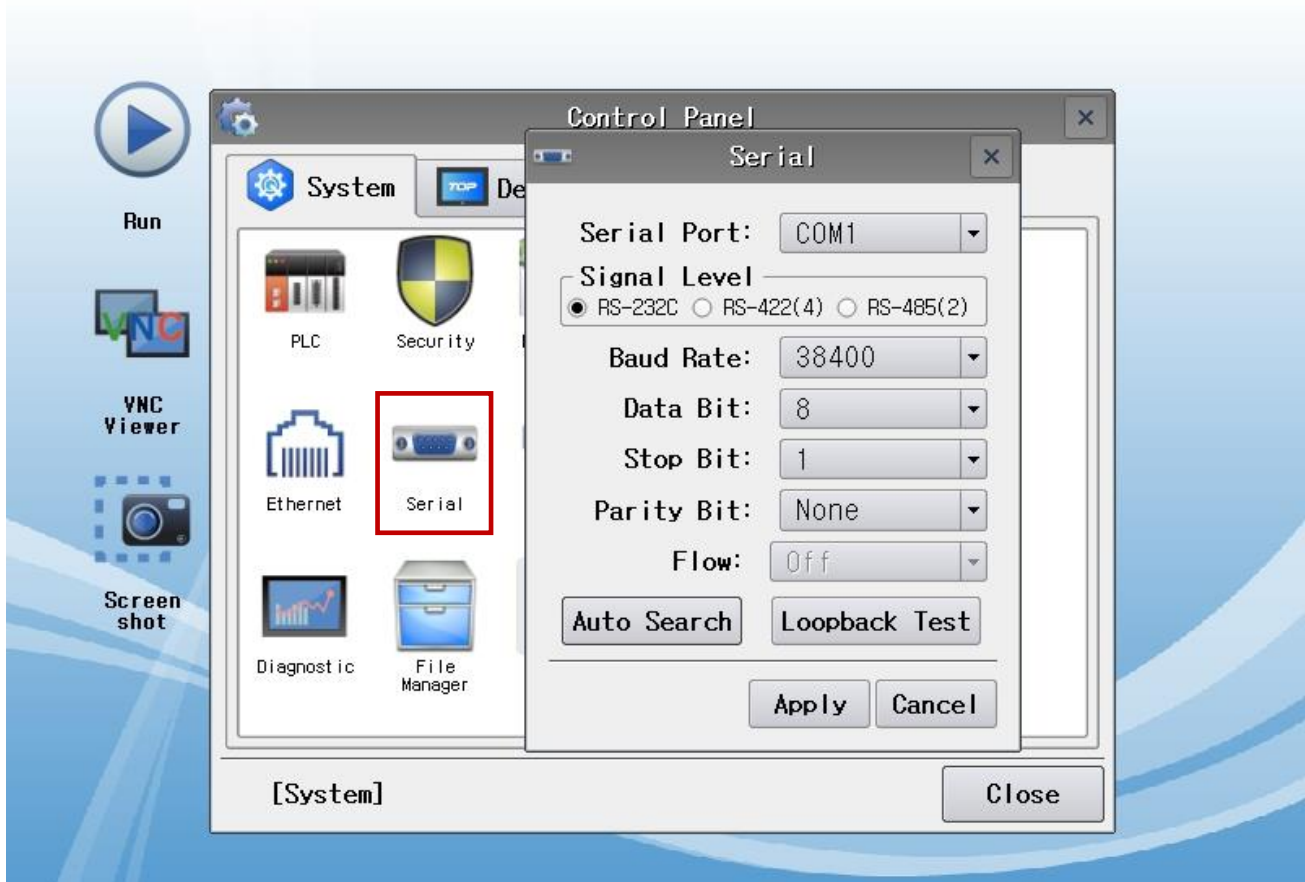 Control Panel
Serial
System
TOP
De
Run
VNC
VNC
Viewer
Screen
shot
PLC
Security
Ethernet
Serial
Diagnostic
File
Manager
Serial Port: COM1
Signal Level
RS-232C RS-422(4) RS-485(2)
Baud Rate: 38400
Data Bit: 8
Stop Bit: 1
Parity Bit: None
Flow: Off
Auto Search Loopback Test
Apply Cancel
[System]
Close